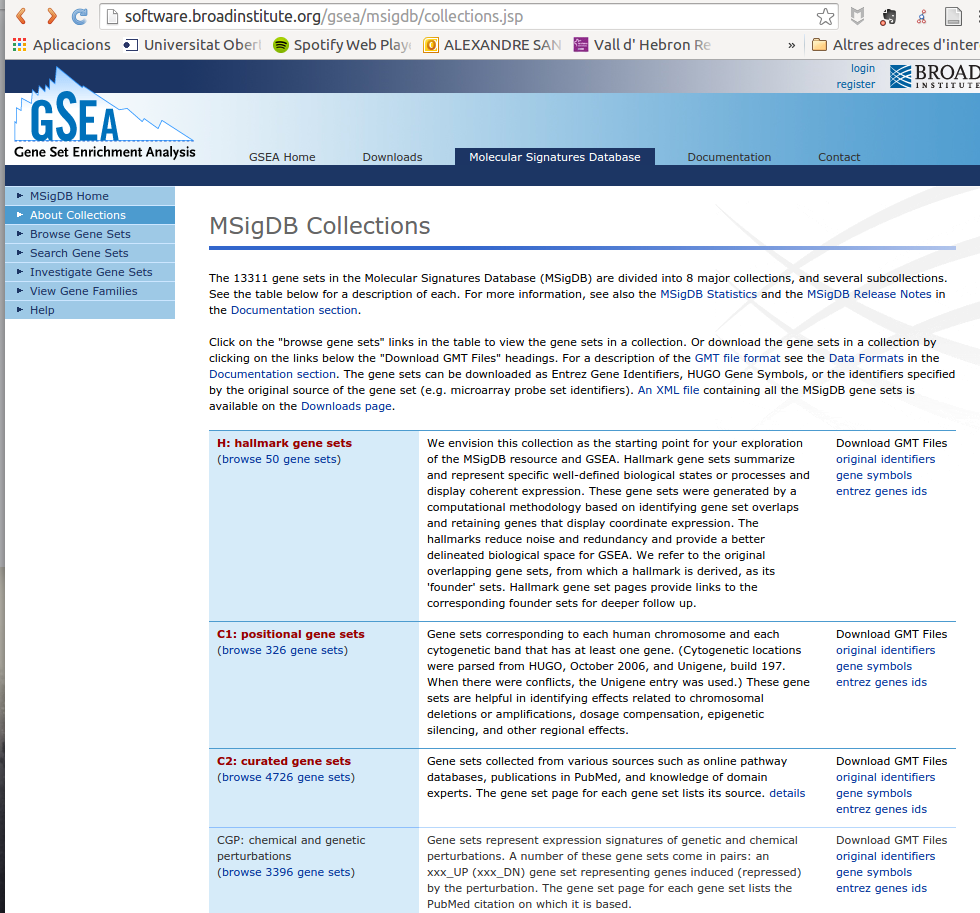 software.broadinstitute.org/gsea/msigdb/collections.jsp
Aplicacions Universitat Ober Spotify Web Play ALEXANDRE SAN Vall d' Hebron Re » Altres adreces d'inter
login
register
BROAD
INSTITUTE
GSEA
Gene Set Enrichment Analysis
GSEA Home Downloads Molecular Signatures Database Documentation Contact
MSigDB Home
About Collections
Browse Gene Sets
Search Gene Sets
Investigate Gene Sets
View Gene Families
Help
MSigDB Collections
The 13311 gene sets in the Molecular Signatures Database (MSigDB) are divided into 8 major collections, and several subcollections.
See the table below for a description of each. For more information, see also the MSigDB Statistics and the MSigDB Release Notes in
the Documentation section.
Click on the "browse gene sets" links in the table to view the gene sets in a collection. Or download the gene sets in a collection by
clicking on the links below the "Download GMT Files" headings. For a description of the GMT file format see the Data Formats in the
Documentation section. The gene sets can be downloaded as Entrez Gene Identifiers, HUGO Gene Symbols, or the identifiers specified
by the original source of the gene set (e.g. microarray probe set identifiers). An XML file containing all the MSigDB gene sets is
available on the Downloads page.
H: hallmark gene sets
(browse 50 gene sets)
We envision this collection as the starting point for your exploration
of the MSigDB resource and GSEA. Hallmark gene sets summarize
and represent specific well-defined biological states or processes and
display coherent expression. These gene sets were generated by a
computational methodology based on identifying gene set overlaps
and retaining genes that display coordinate expression. The
hallmarks reduce noise and redundancy and provide a better
delineated biological space for GSEA. We refer to the original
overlapping gene sets, from which a hallmark is derived, as its
'founder' sets. Hallmark gene set pages provide links to the
corresponding founder sets for deeper follow up.
Download GMT Files
original identifiers
gene symbols
entrez genes ids
C1: positional gene sets
(browse 326 gene sets)
Gene sets corresponding to each human chromosome and each
cytogenetic band that has at least one gene. (Cytogenetic locations
were parsed from HUGO, October 2006, and Unigene, build 197.
When there were conflicts, the Unigene entry was used.) These gene
sets are helpful in identifying effects related to chromosomal
deletions or amplifications, dosage compensation, epigenetic
silencing, and other regional effects.
Download GMT Files
original identifiers
gene symbols
entrez genes ids
C2: curated gene sets
(browse 4726 gene sets)
Gene sets collected from various sources such as online pathway
databases, publications in PubMed, and knowledge of domain
experts. The gene set page for each gene set lists its source. details
Download GMT Files
original identifiers
gene symbols
entrez genes ids
CGP: chemical and genetic
perturbations
(browse 3396 gene sets)
Gene sets represent expression signatures of genetic and chemical
perturbations. A number of these gene sets come in pairs: an
xxx_UP (xxx_DN) gene set representing genes induced (repressed)
by the perturbation. The gene set page for each gene set lists the
PubMed citation on which it is based.
Download GMT Files
original identifiers
gene symbols
entrez genes ids